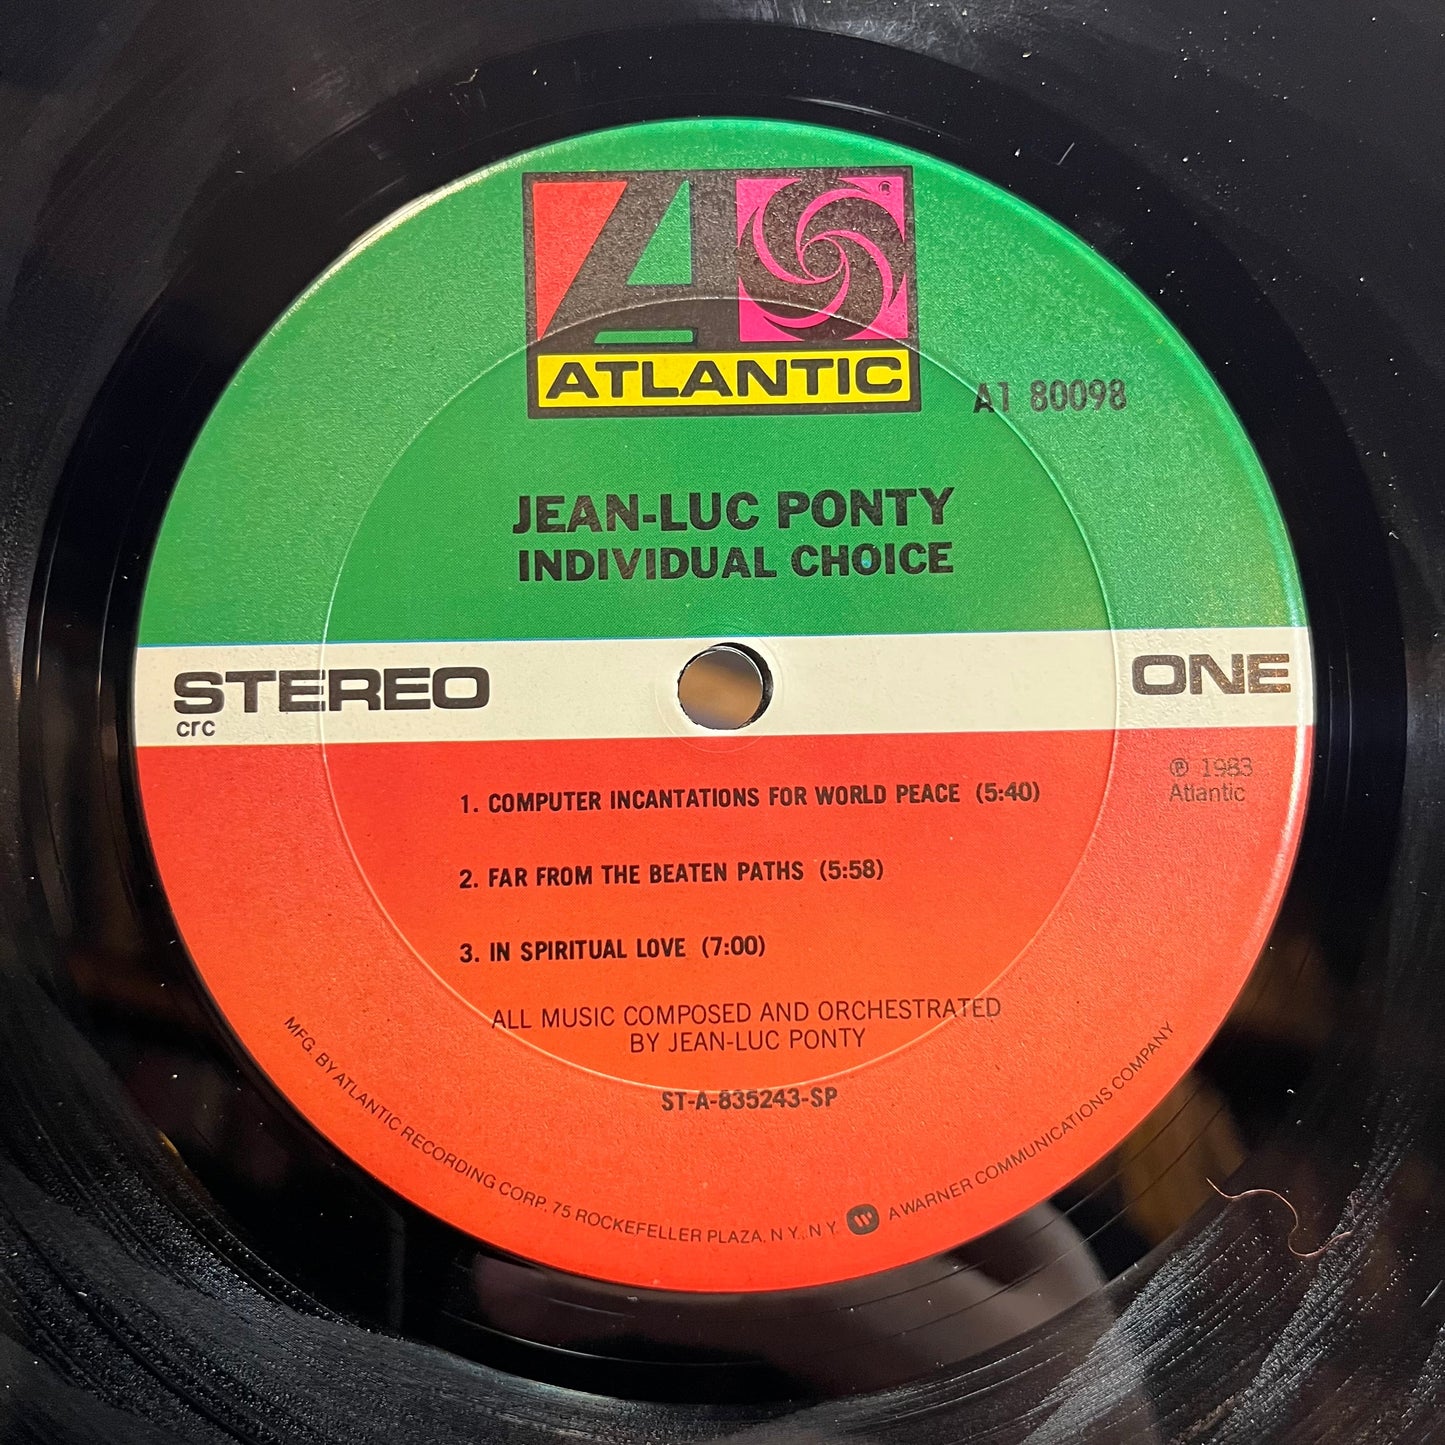 ATLANTIC
A1 80098
JEAN-LUC PONTY
INDIVIDUAL CHOICE
STEREO
crc
ONE
℗ 1983
Atlantic
1. COMPUTER INCANTATIONS FOR WORLD PEACE (5:40)
2. FAR FROM THE BEATEN PATHS (5:58)
3. IN SPIRITUAL LOVE (7:00)
ALL MUSIC COMPOSED AND ORCHESTRATED
BY JEAN-LUC PONTY
ST-A-835243-SP
MFG. BY ATLANTIC RECORDING CORP. 75 ROCKEFELLER PLAZA, N.Y., N.Y. A WARNER COMMUNICATIONS COMPANY